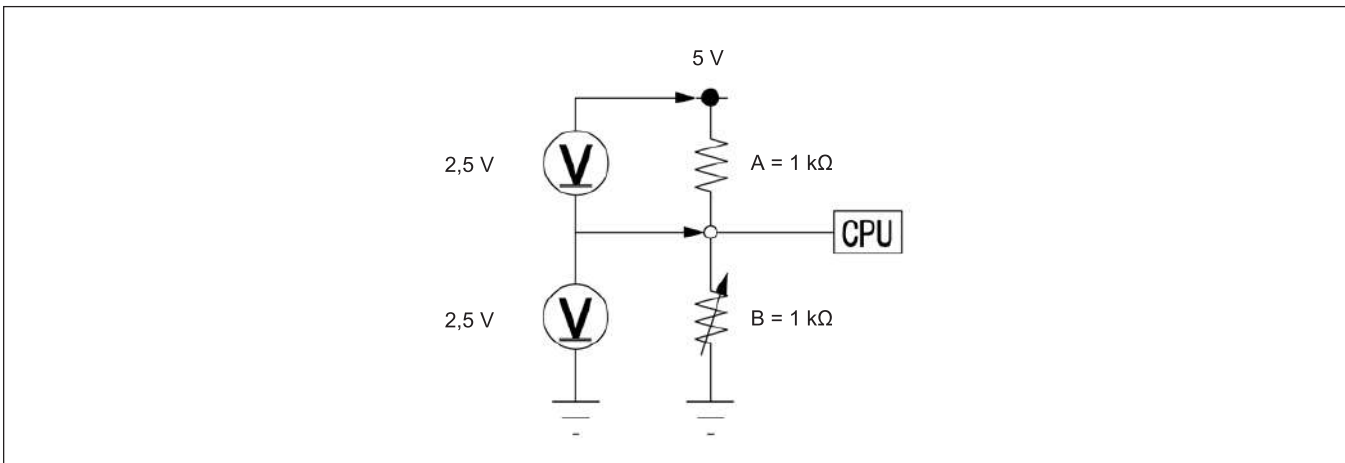 5 V
2,5 V
V
A = 1 kΩ
CPU
2,5 V
V
B = 1 kΩ